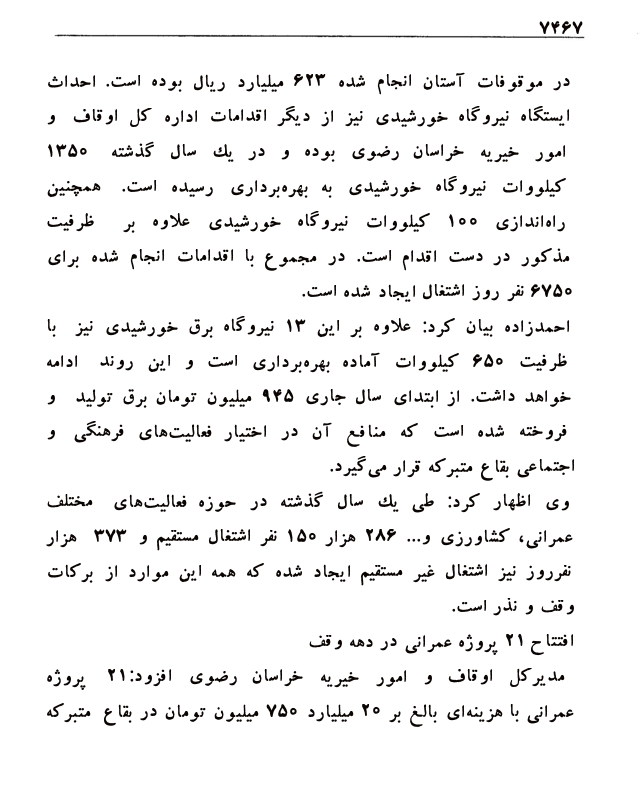 ۷۴۶۷
در موقوفات آستان انجام شده ۶۲۳ میلیارد ریال بوده است. احداث
ایستگاه نیروگاه خورشیدی نیز از دیگر اقدامات اداره کل اوقاف و
امور خیریه خراسان رضوی بوده و در یك سال گذشته ۱۳۵۰
کیلووات نیروگاه خورشیدی به بهره‌برداری رسیده است. همچنین
راه‌اندازی ۱۰۰ کیلووات نیروگاه خورشیدی علاوه بر ظرفیت
مذکور در دست اقدام است. در مجموع با اقدامات انجام شده برای
۶۷۵۰ نفر روز اشتغال ایجاد شده است.
احمدزاده بیان کرد: علاوه بر این ۱۳ نیروگاه برق خورشیدی نیز با
ظرفیت ۶۵۰ کیلووات آماده بهره‌برداری است و این روند ادامه
خواهد داشت. از ابتدای سال جاری ۹۴۵ میلیون تومان برق تولید و
فروخته شده است که منافع آن در اختیار فعالیت‌های فرهنگی و
اجتماعی بقاع متبرکه قرار می‌گیرد.
وی اظهار کرد: طی یك سال گذشته در حوزه فعالیت‌های مختلف
عمرانی، کشاورزی و... ۲۸۶ هزار ۱۵۰ نفر اشتغال مستقیم و ۳۷۳ هزار
نفرروز نیز اشتغال غیر مستقیم ایجاد شده که همه این موارد از برکات
وقف و نذر است.
افتتاح ۲۱ پروژه عمرانی در دهه وقف
مدیرکل اوقاف و امور خیریه خراسان رضوی افزود:۲۱ پروژه
عمرانی با هزینه‌ای بالغ بر ۲۰ میلیارد ۷۵۰ میلیون تومان در بقاع متبرکه